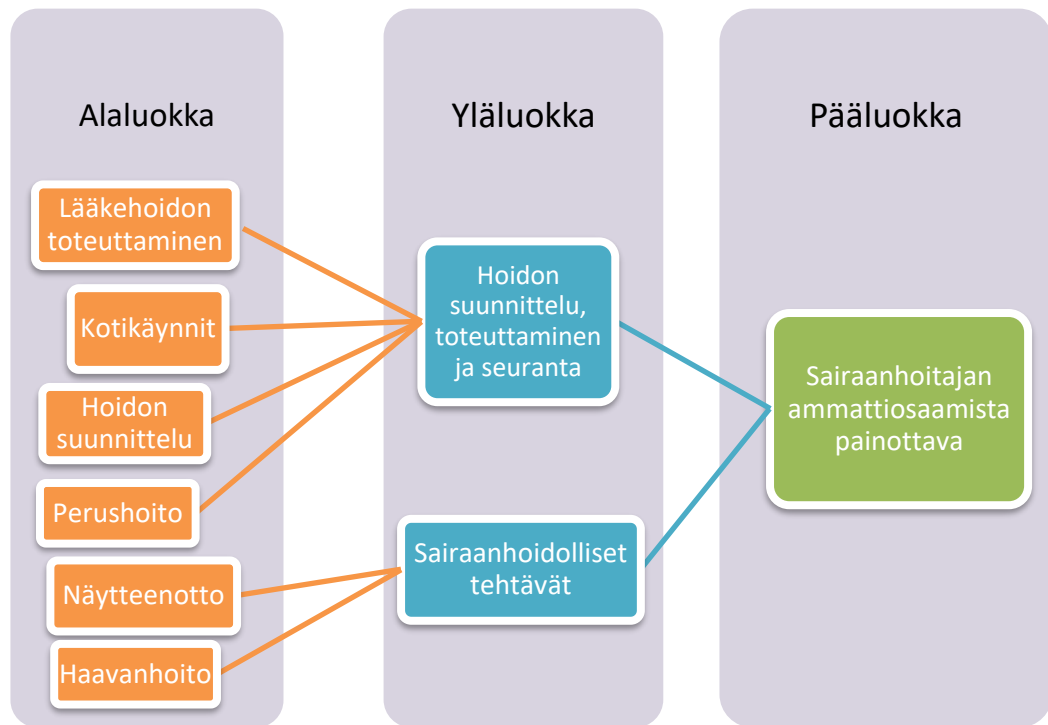 Alaluokka
Lääkehoidon
toteuttaminen
Kotikäynnit
Hoidon
suunnittelu
Perushoito
Näytteenotto
Haavanhoito
Yläluokka
Hoidon
suunnittelu,
toteuttaminen
ja seuranta
Sairaanhoidolliset
tehtävät
Pääluokka
Sairaanhoitajan
ammattiosaamista
painottava